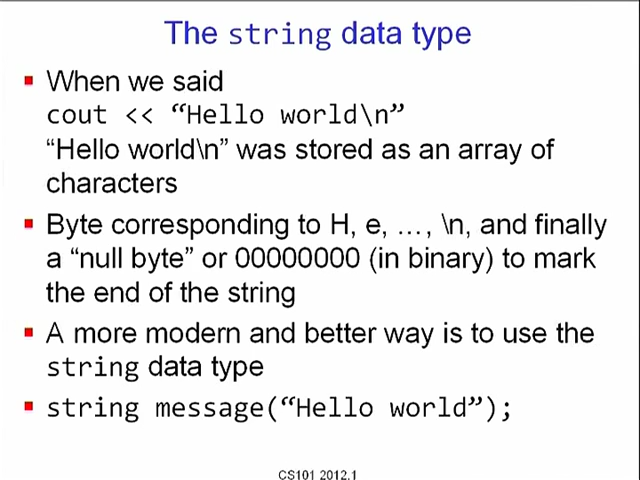 The string data type
When we said
cout << “Hello world\n”
“Hello world\n” was stored as an array of
characters
Byte corresponding to H, e, …, \n, and finally
a “null byte” or 00000000 (in binary) to mark
the end of the string
A more modern and better way is to use the
string data type
string message(“Hello world”);
CS101 2012.1